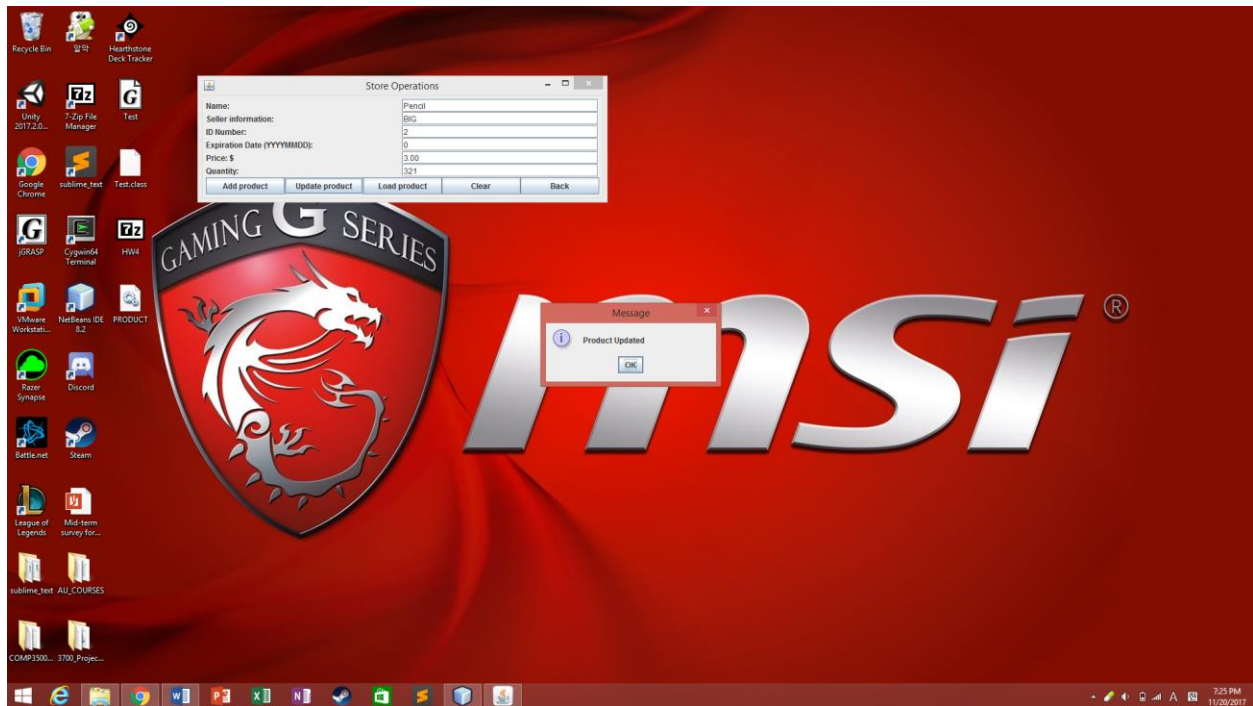 Recycle Bin
알약
Hearthstone
Deck Tracker
Unity
2017.2.0...
7-Zip File
Manager
Test
Google
Chrome
sublime_text
Test.class
jGRASP
Cygwin64
Terminal
HW4
VMware
Workstati...
NetBeans IDE
8.2
PRODUCT
Razer
Synapse
Discord
Battle.net
Steam
League of
Legends
Mid-term
survey for...
sublime_text
AU_COURSES
COMP3500...
3700_Projec...
Store Operations
Name: Pencil
Seller information: BIG
ID Number: 2
Expiration Date (YYYYMMDD): 0
Price: $ 3.00
Quantity: 321
Add product Update product Load product Clear Back
GAMING G SERIES
msi ®
Message
Product Updated
OK
A
7:25 PM
11/20/2017